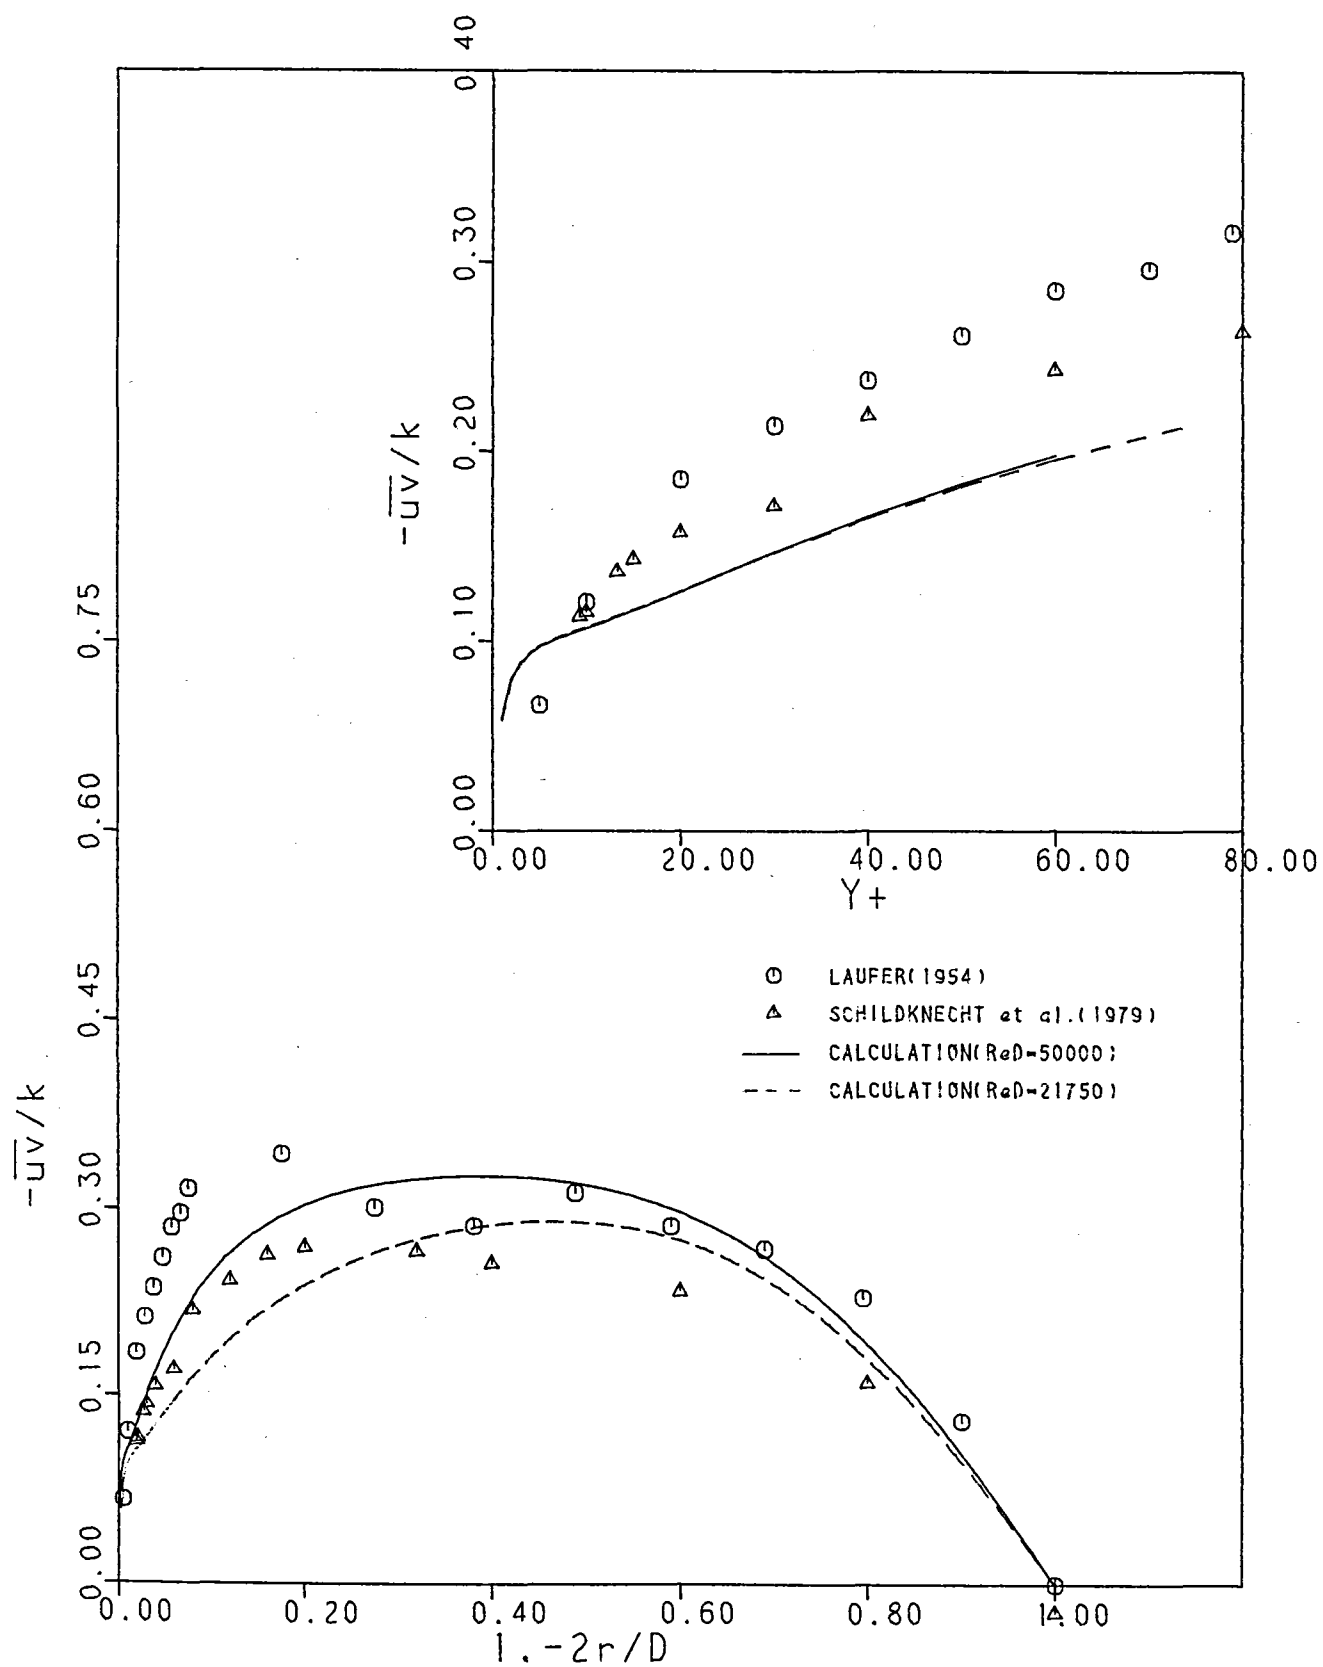 0.40
0.30
0.20
0.10
0.00
-uv/k
0.00 20.00 40.00 60.00 80.00
Y+
LAUFER(1954)
SCHILDKNECHT et al.(1979)
CALCULATION(ReD=50000)
CALCULATION(ReD=21750)
0.75
0.60
0.45
0.30
0.15
0.00
-uv/k
0.00 0.20 0.40 0.60 0.80 1.00
1.-2r/D